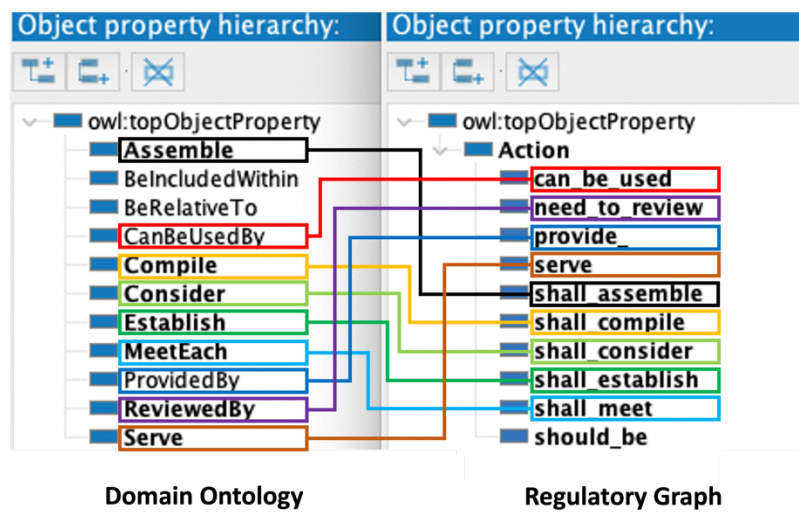 Object property hierarchy:
owl:topObjectProperty
Assemble
BeIncludedWithin
BeRelativeTo
CanBeUsedBy
Compile
Consider
Establish
MeetEach
ProvidedBy
ReviewedBy
Serve
Domain Ontology
Object property hierarchy:
owl:topObjectProperty
Action
can_be_used
need_to_review
provide_
serve
shall_assemble
shall_compile
shall_consider
shall_establish
shall_meet
should_be
Regulatory Graph